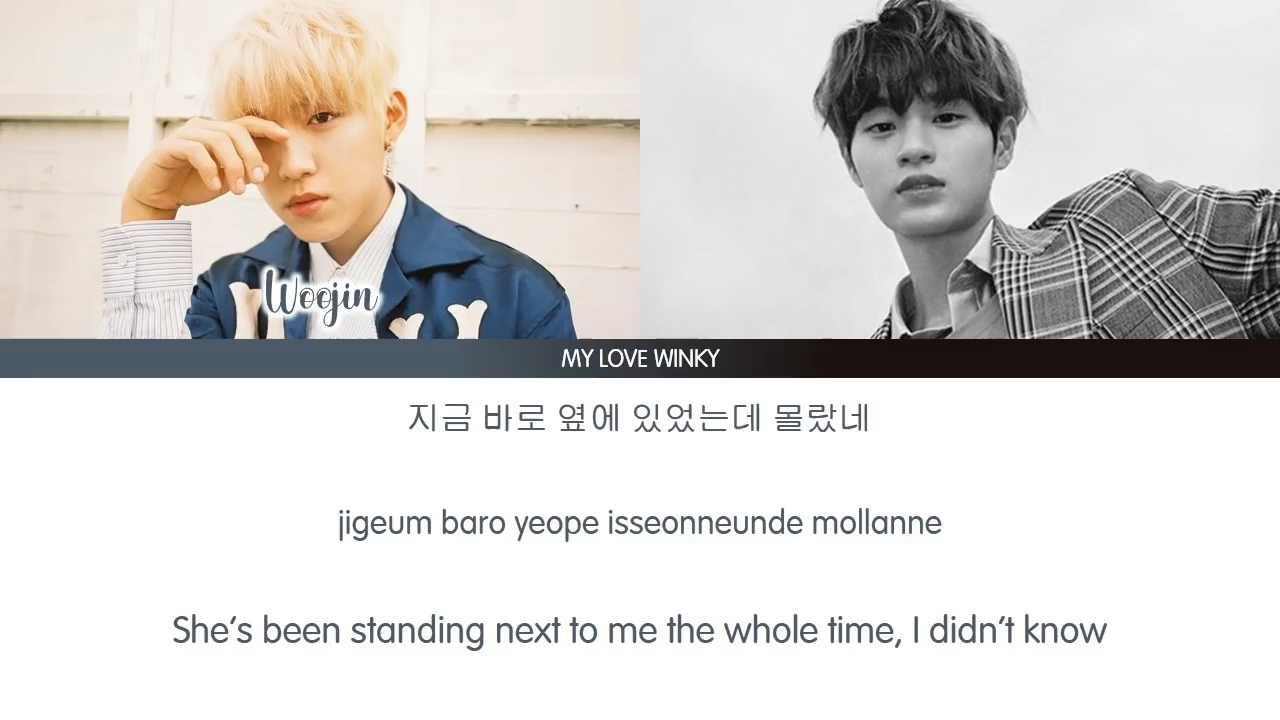 Woojin
MY LOVE WINKY
지금 바로 옆에 있었는데 몰랐네
jigeum baro yeope isseonneunde mollanne
She's been standing next to me the whole time, I didn't know